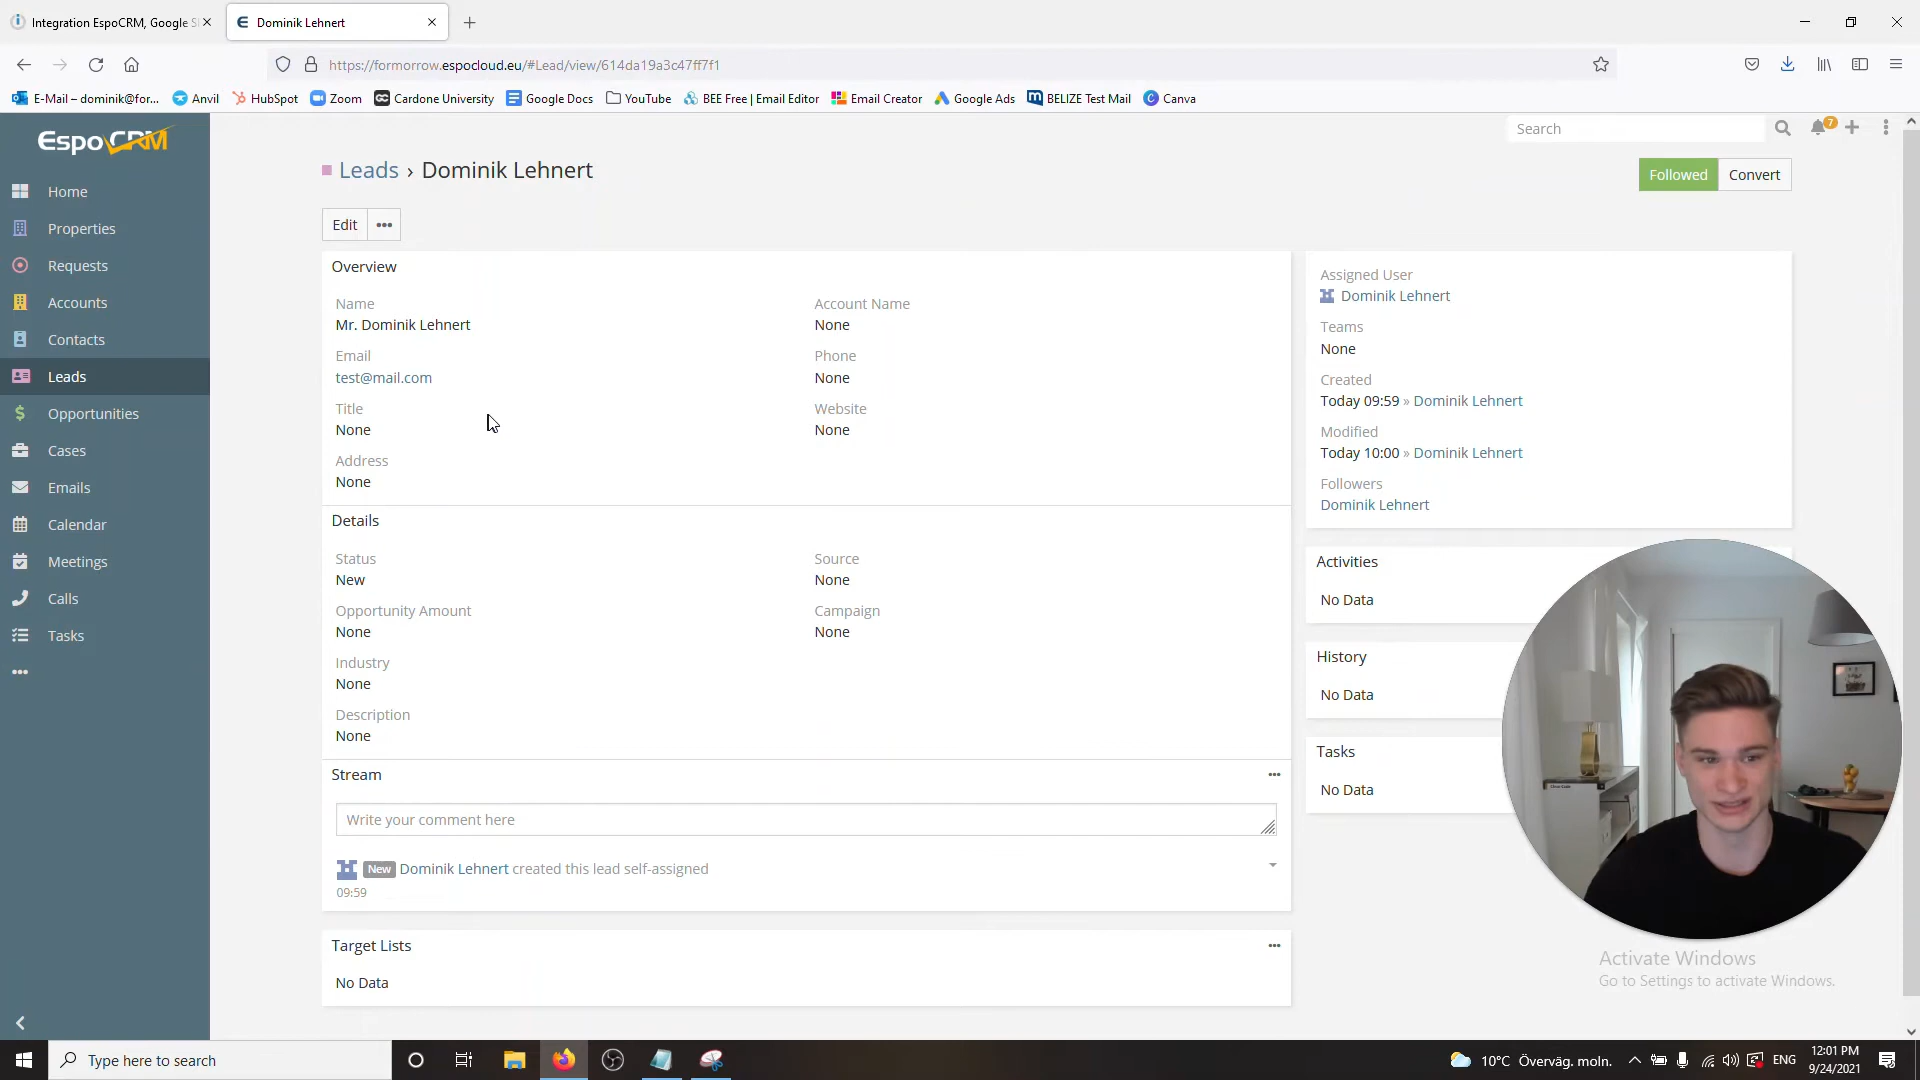 Integration EspoCRM, Google S
Dominik Lehnert
https://formorrow.espocloud.eu/#Lead/view/614da19a3c47ff7f1
E-Mail – dominik@for...
Anvil
HubSpot
Zoom
Cardone University
Google Docs
YouTube
BEE Free | Email Editor
Email Creator
Google Ads
BELIZE Test Mail
Canva
EspoCRM
Search
7
Home
Properties
Requests
Accounts
Contacts
Leads
Opportunities
Cases
Emails
Calendar
Meetings
Calls
Tasks
Leads › Dominik Lehnert
Followed
Convert
Edit
Overview
Name
Mr. Dominik Lehnert
Account Name
None
Email
test@mail.com
Phone
None
Title
None
Website
None
Address
None
Details
Status
New
Source
None
Opportunity Amount
None
Campaign
None
Industry
None
Description
None
Stream
Write your comment here
New Dominik Lehnert created this lead self-assigned
09:59
Target Lists
No Data
Assigned User
Dominik Lehnert
Teams
None
Created
Today 09:59 » Dominik Lehnert
Modified
Today 10:00 » Dominik Lehnert
Followers
Dominik Lehnert
Activities
No Data
History
No Data
Tasks
No Data
Activate Windows
Go to Settings to activate Windows.
Type here to search
10°C Överväg. moln.
ENG
12:01 PM
9/24/2021